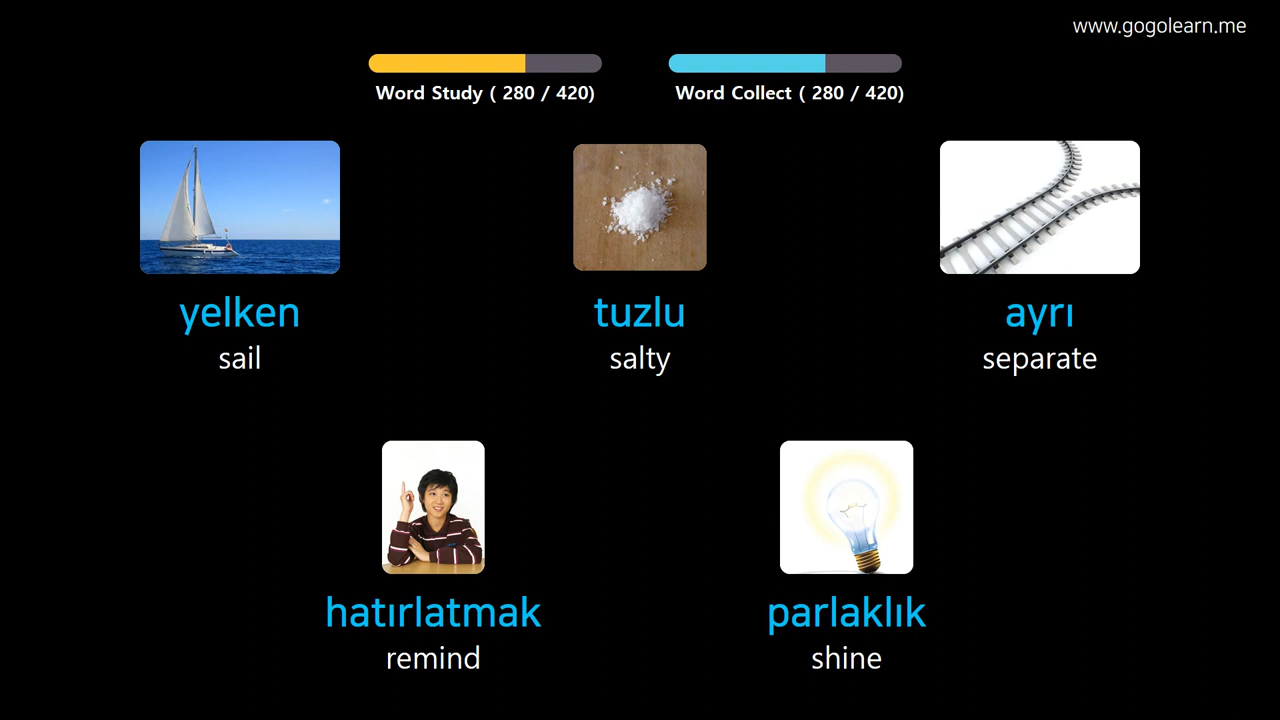 www.gogolearn.me
Word Study ( 280 / 420)
Word Collect ( 280 / 420)
yelken
sail
tuzlu
salty
ayrı
separate
hatırlatmak
remind
parlaklık
shine